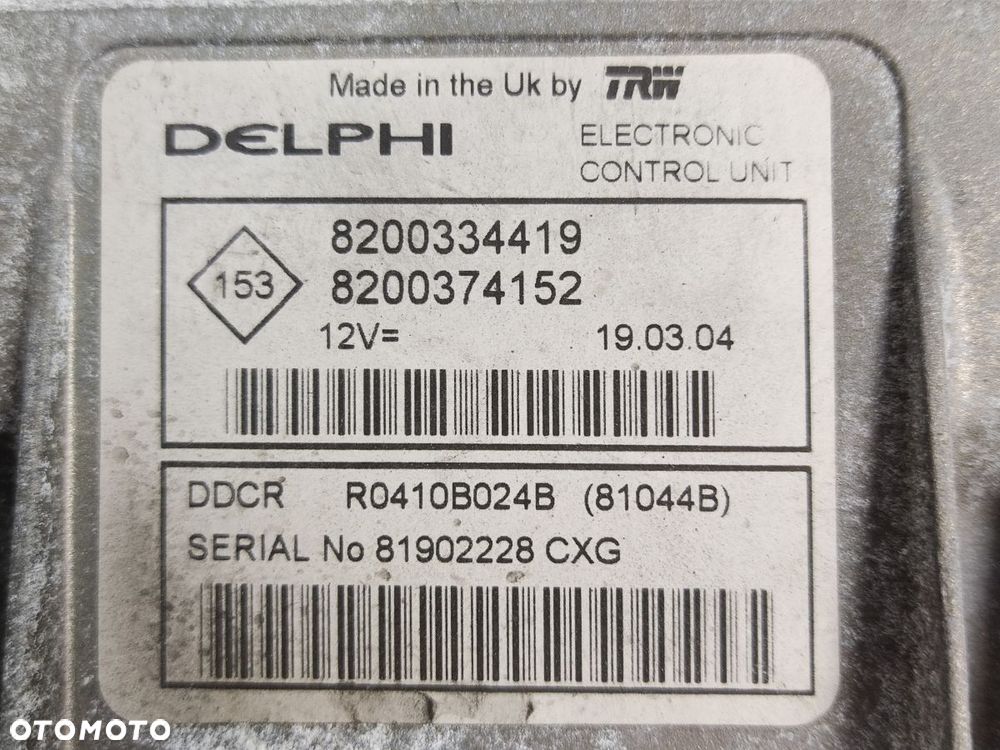 Made in the Uk by TRW
DELPHI
ELECTRONIC
CONTROL UNIT
153
8200334419
8200374152
12V=
19.03.04
DDCR R0410B024B (81044B)
SERIAL No 81902228 CXG
OTOMOTO